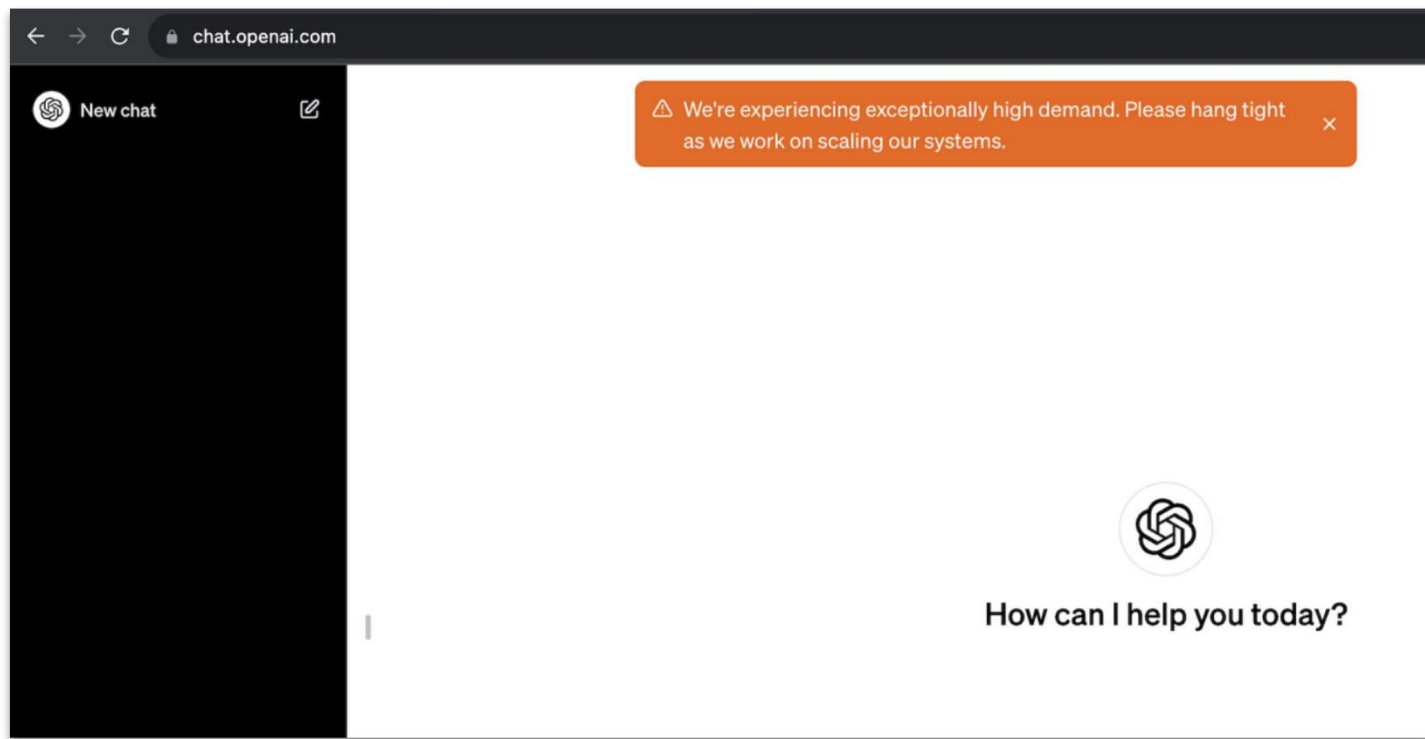 chat.openai.com
New chat
We're experiencing exceptionally high demand. Please hang tight
as we work on scaling our systems.
How can I help you today?